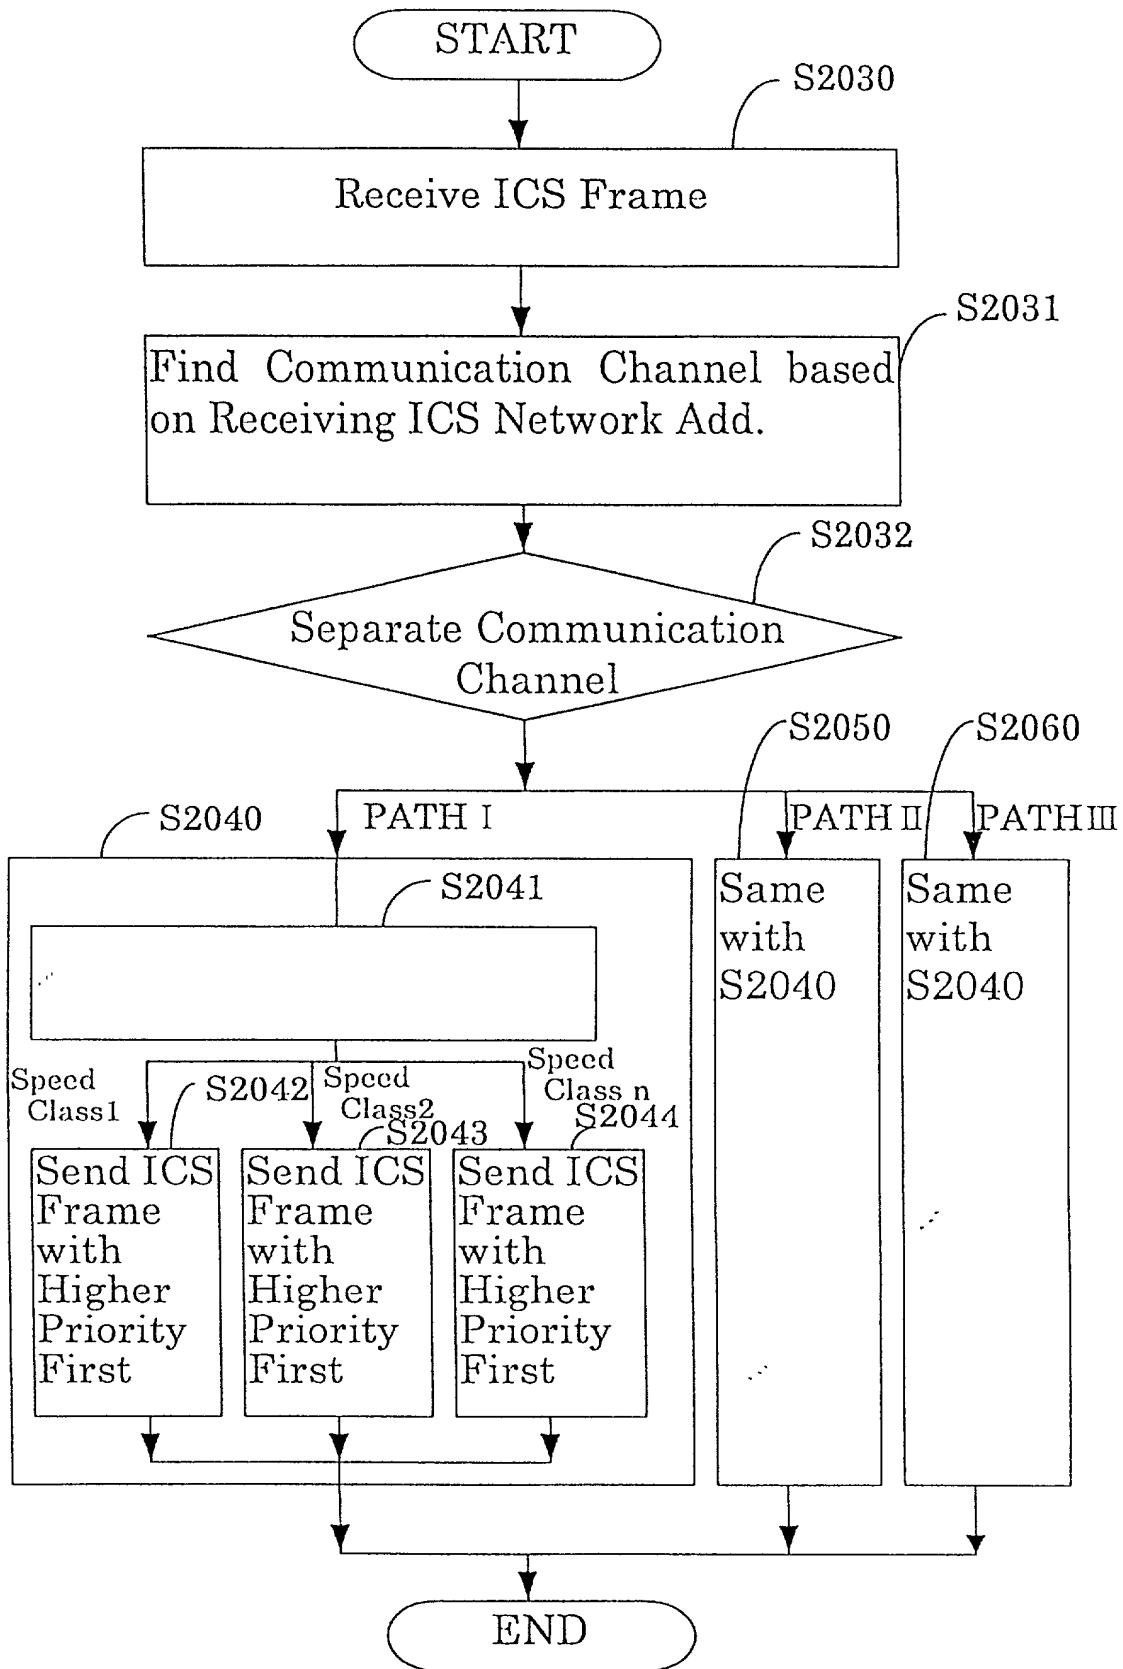 START
S2030
Receive ICS Frame
S2031
Find Communication Channel based
on Receiving ICS Network Add.
S2032
Separate Communication
Channel
S2050
S2060
S2040
PATH I
PATH II
PATH III
S2041
Same
with
S2040
Same
with
S2040
Speed
Class1
S2042
Speed
Class2
S2043
Speed
Class n
S2044
Send ICS
Frame
with
Higher
Priority
First
Send ICS
Frame
with
Higher
Priority
First
Send ICS
Frame
with
Higher
Priority
First
END